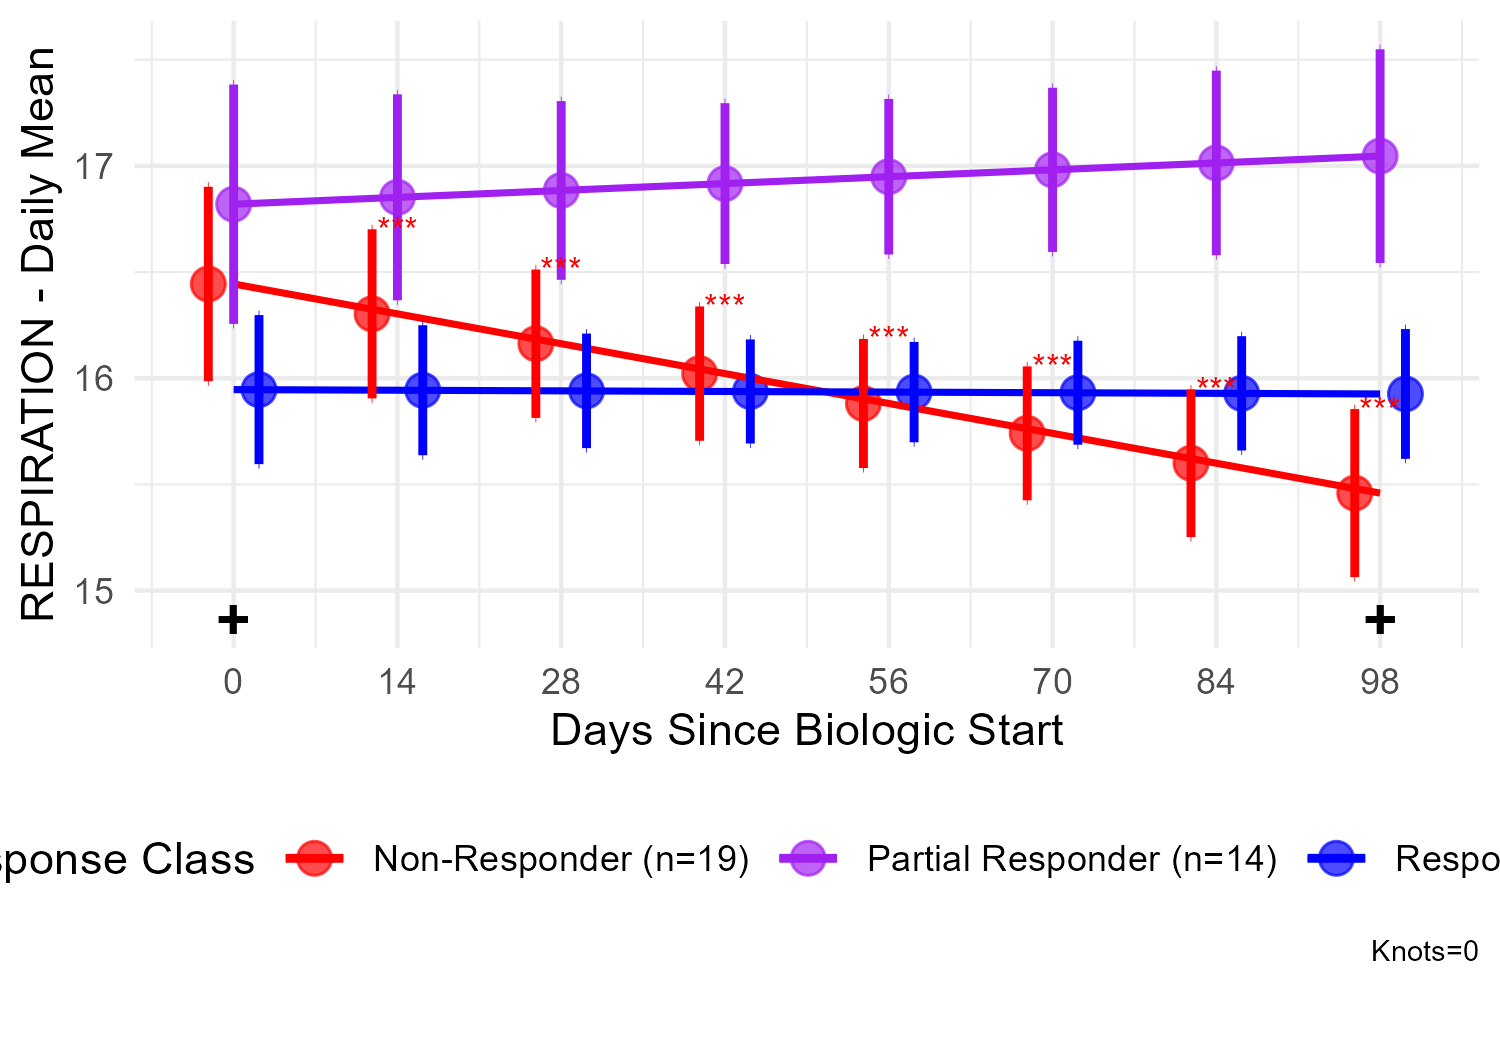 RESPIRATION - Daily Mean
17
16
15
***
***
***
***
***
***
***
+ +
0 14 28 42 56 70 84 98
Days Since Biologic Start
sponse Class Non-Responder (n=19) Partial Responder (n=14) Respo
Knots=0